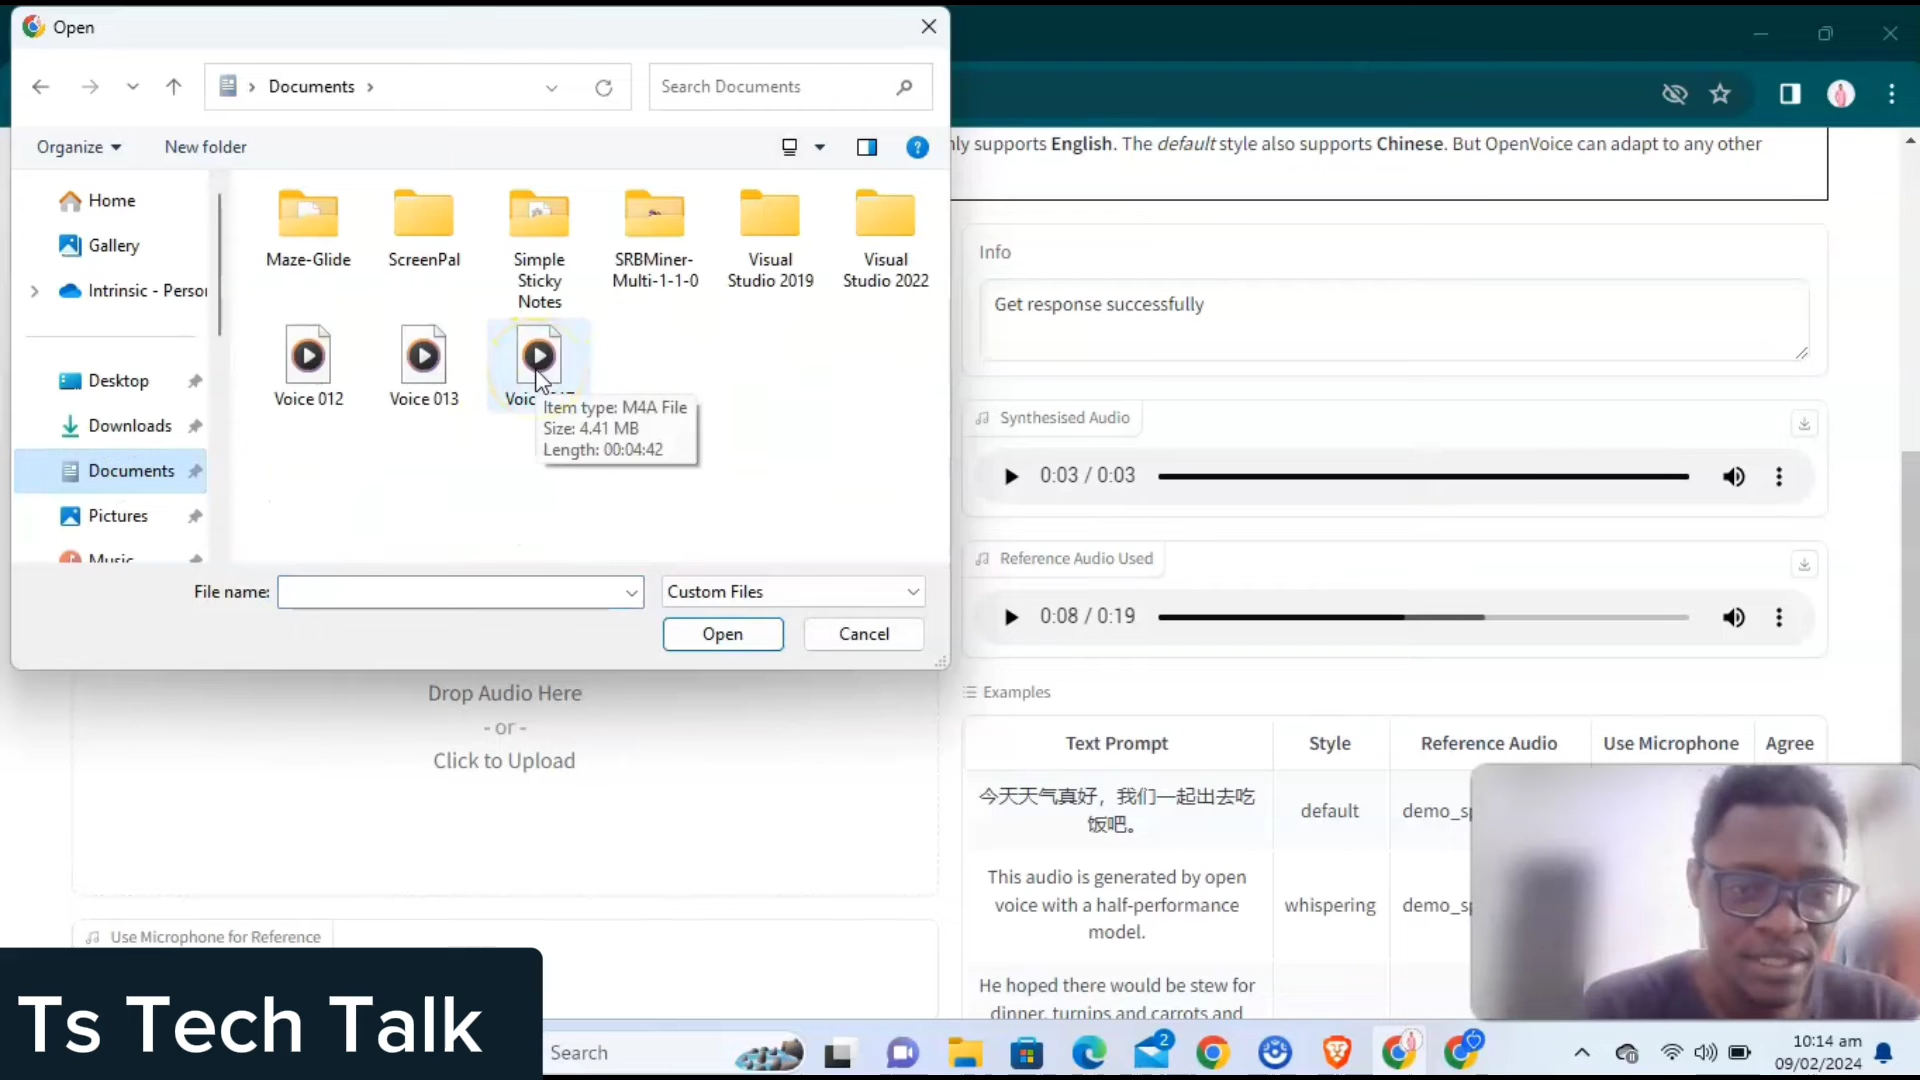 Open
Documents
Search Documents
Organize
New folder
Home
Gallery
Intrinsic - Person
Desktop
Downloads
Documents
Pictures
Music
Maze-Glide
ScreenPal
Simple
Sticky
Notes
SRBMiner-
Multi-1-1-0
Visual
Studio 2019
Visual
Studio 2022
Voice 012
Voice 013
Item type: M4A File
Size: 4.41 MB
Length: 00:04:42
File name:
Custom Files
Open
Cancel
Drop Audio Here
- or -
Click to Upload
Use Microphone for Reference
supports English. The default style also supports Chinese. But OpenVoice can adapt to any other
Info
Get response successfully
Synthesised Audio
0:03 / 0:03
Reference Audio Used
0:08 / 0:19
Examples
Text Prompt Style Reference Audio Use Microphone Agree
今天天气真好，我们一起出去吃
饭吧。
default
demo_sp
This audio is generated by open
voice with a half-performance
model.
whispering
demo_sp
He hoped there would be stew for
dinner, turnips and carrots and
Ts Tech Talk
Search
2
10:14 am
09/02/2024